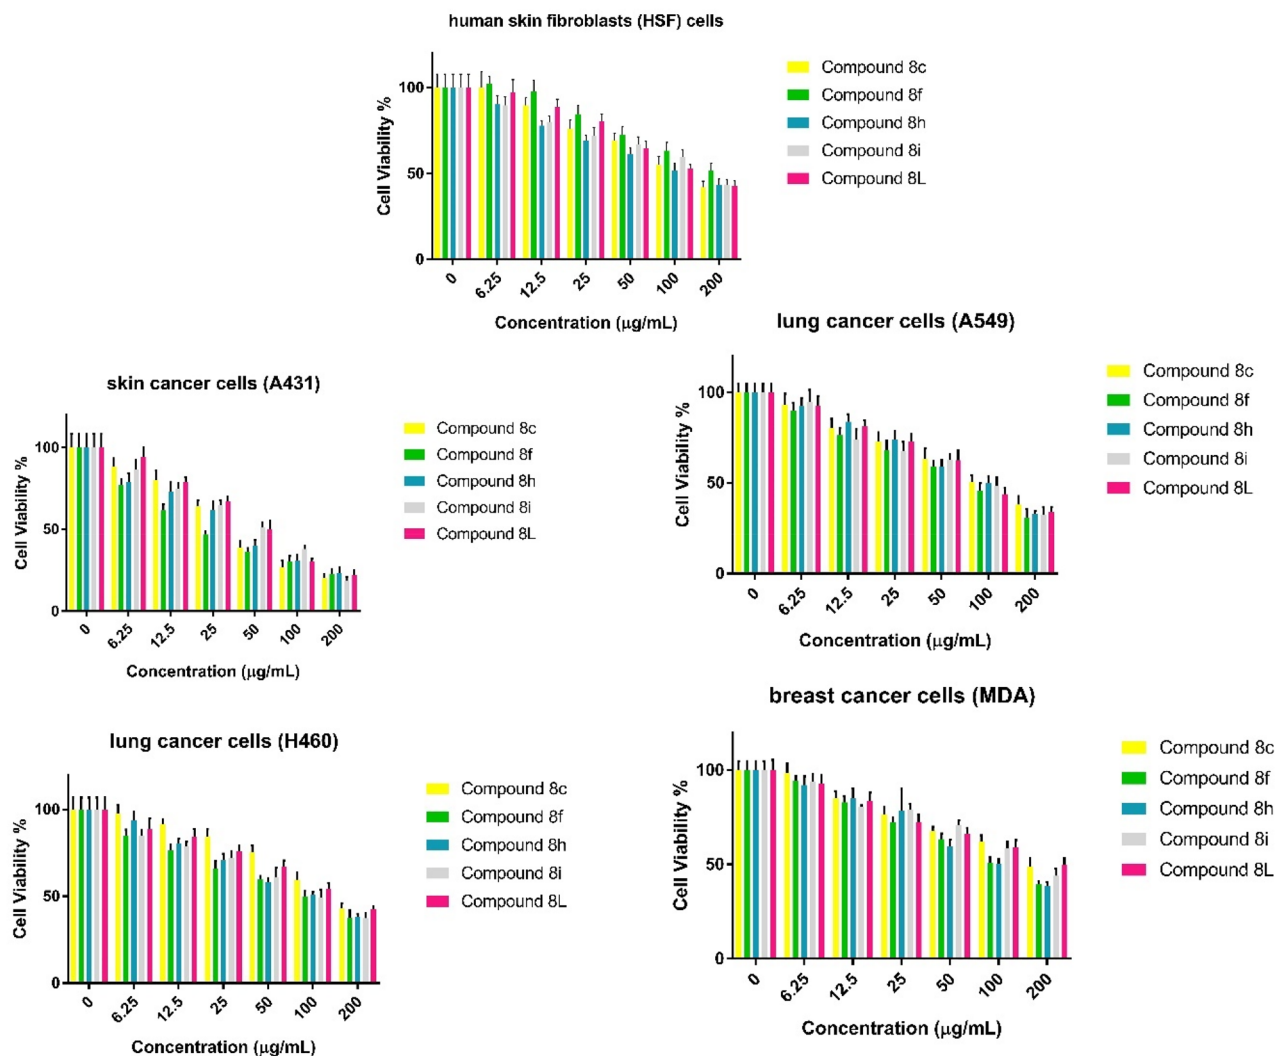 human skin fibroblasts (HSF) cells
Cell Viability %
100
50
0
0
6.25
12.5
25
50
100
200
Concentration (μg/mL)
Compound 8c
Compound 8f
Compound 8h
Compound 8i
Compound 8L
skin cancer cells (A431)
Cell Viability %
100
50
0
0
6.25
12.5
25
50
100
200
Concentration (μg/mL)
Compound 8c
Compound 8f
Compound 8h
Compound 8i
Compound 8L
lung cancer cells (A549)
Cell Viability %
100
50
0
0
6.25
12.5
25
50
100
200
Concentration (μg/mL)
Compound 8c
Compound 8f
Compound 8h
Compound 8i
Compound 8L
lung cancer cells (H460)
Cell Viability %
100
50
0
0
6.25
12.5
25
50
100
200
Concentration (μg/mL)
Compound 8c
Compound 8f
Compound 8h
Compound 8i
Compound 8L
breast cancer cells (MDA)
Cell Viability %
100
50
0
0
6.25
12.5
25
50
100
200
Concentration (μg/mL)
Compound 8c
Compound 8f
Compound 8h
Compound 8i
Compound 8L